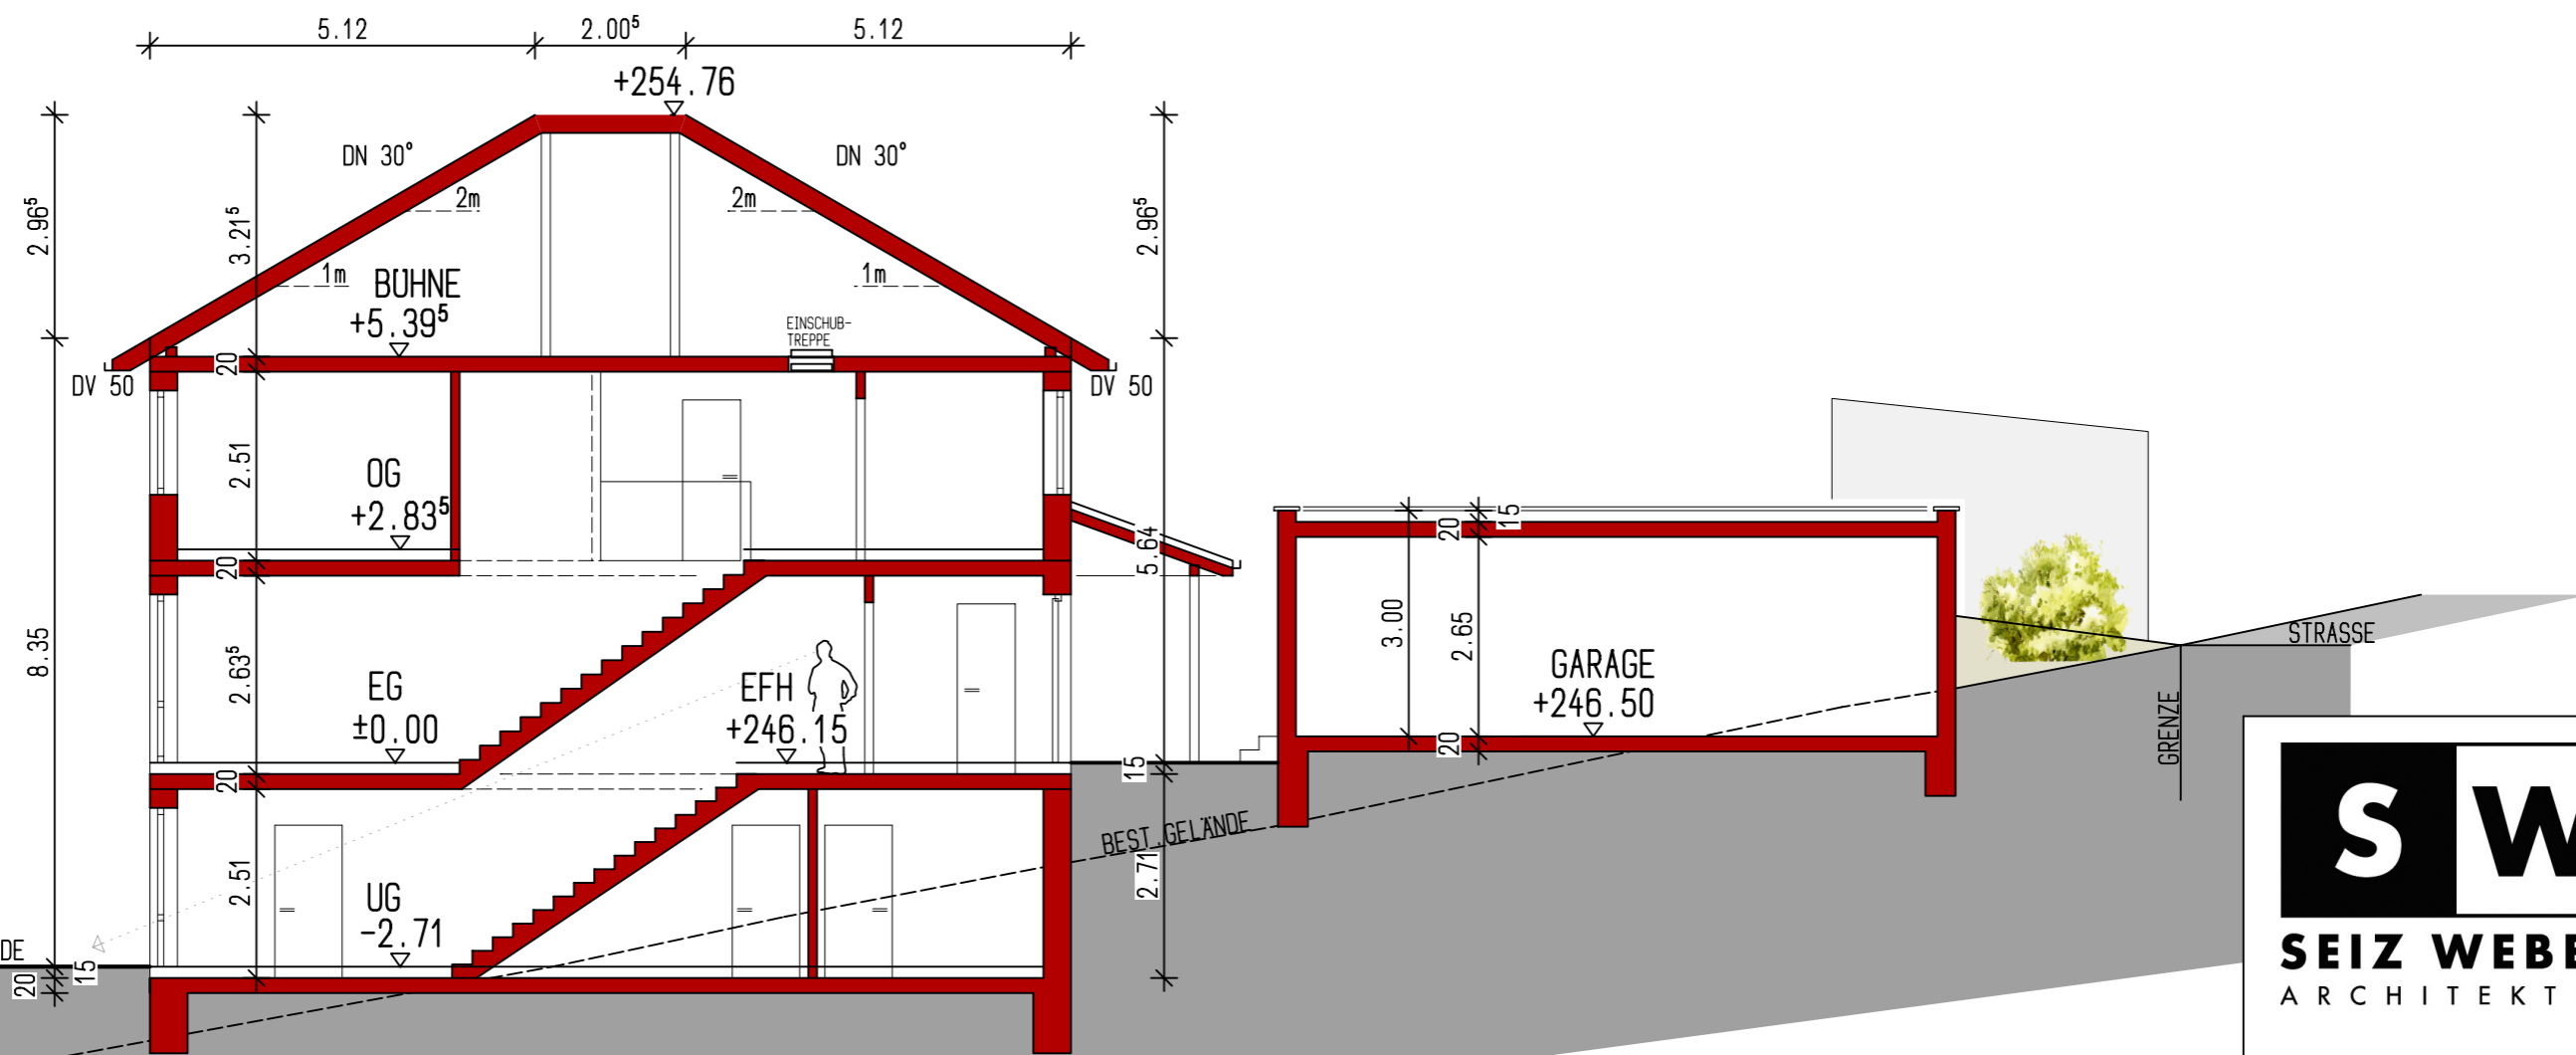 5.12
2.00⁵
5.12
+254.76
DN 30°
DN 30°
2m
2m
2.96⁵
3.21⁵
2.96⁵
1m
1m
BÜHNE
+5.39⁵
EINSCHUB-
TREPPE
20
DV 50
DV 50
2.51
OG
+2.83⁵
20
5.64
20
15
3.00
2.65
8.35
2.63⁵
EG
±0.00
EFH
+246.15
GARAGE
+246.50
STRASSE
GRENZE
20
15
20
BEST.GELÄNDE
2.71
2.51
UG
-2.71
DE
20
15
SW
SEIZ WEBE
ARCHITEKT